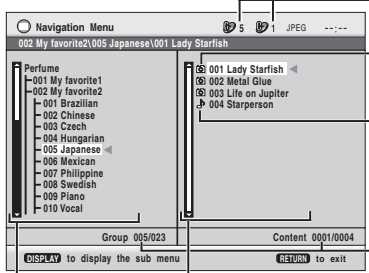 Navigation Menu 5 1 JPEG --:--
002 My favorite2\005 Japanese\001 Lady Starfish
Perfume
001 My favorite1
002 My favorite2
001 Brazilian
002 Chinese
003 Czech
004 Hungarian
005 Japanese
006 Mexican
007 Philippine
008 Swedish
009 Piano
010 Vocal
001 Lady Starfish
002 Metal Glue
003 Life on Jupiter
004 Starperson
Group 005/023
Content 0001/0004
DISPLAY to display the sub menu
RETURN to exit